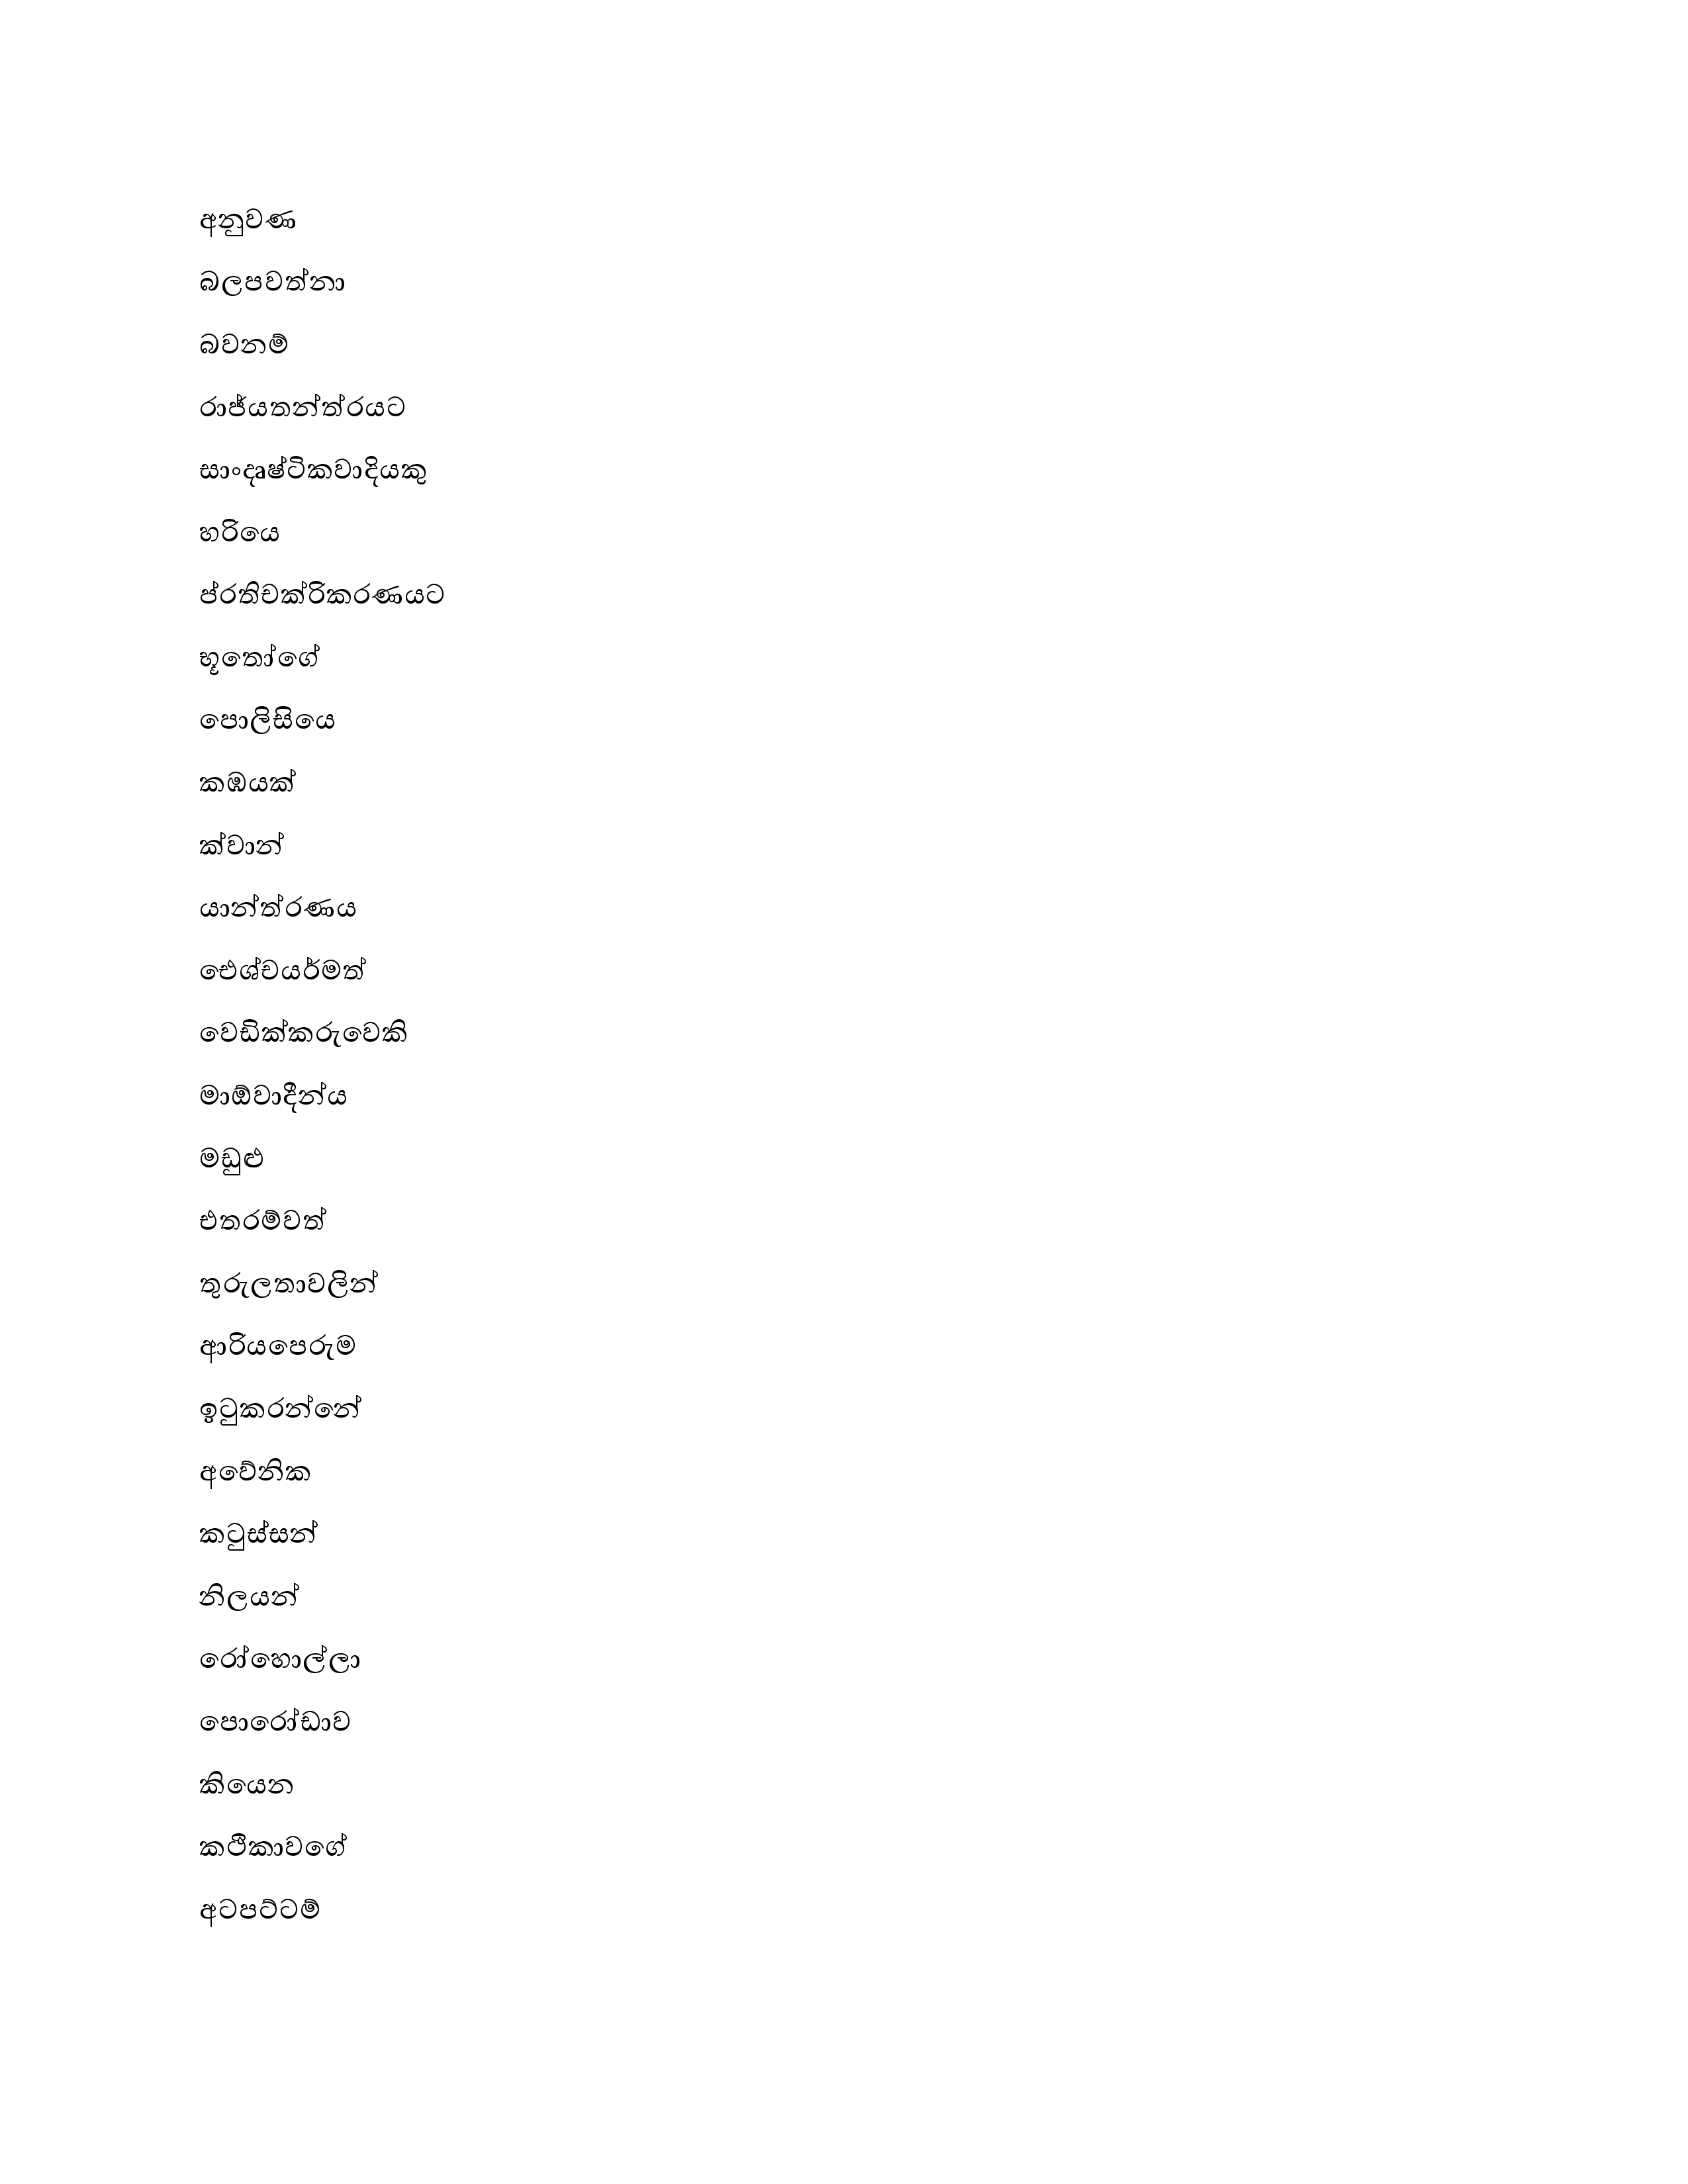 අනුවණ
බලපවත්නා
බවනම්
රාජ්යතන්ත්රයට
සාංදෘෂ්ටිකවාදියකු
හරියෙ
ප්රතිචක්රිකරණයට
භූතෝගේ
පොලිසියෙ
කඹයක්
ක්වාන්
යාන්ත්රණය
ඓශ්චයර්මත්
වෙඩික්කරුවෙකි
මාඕවාදීන්ය
මඩුළු
එතරම්වත්
තුරුලතාවලින්
ආරියපෙරුම
ඉටුකරන්නේ
අවේනික
කටුස්සන්
නිලයන්
රෝහොල්ලා
පොරෝඩාව
කියෙන
කථිකාවගේ
අටපට්ටම්